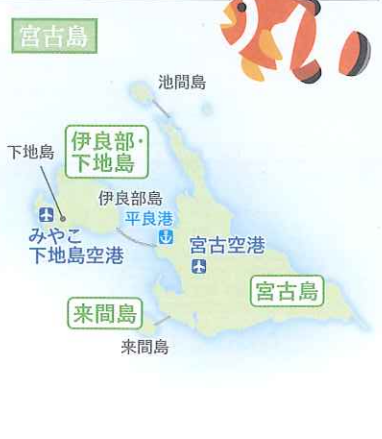 宮古島
池間島
伊良部・
下地島
下地島
伊良部島
平良港
みやこ
下地島空港
宮古空港
宮古島
来間島
来間島